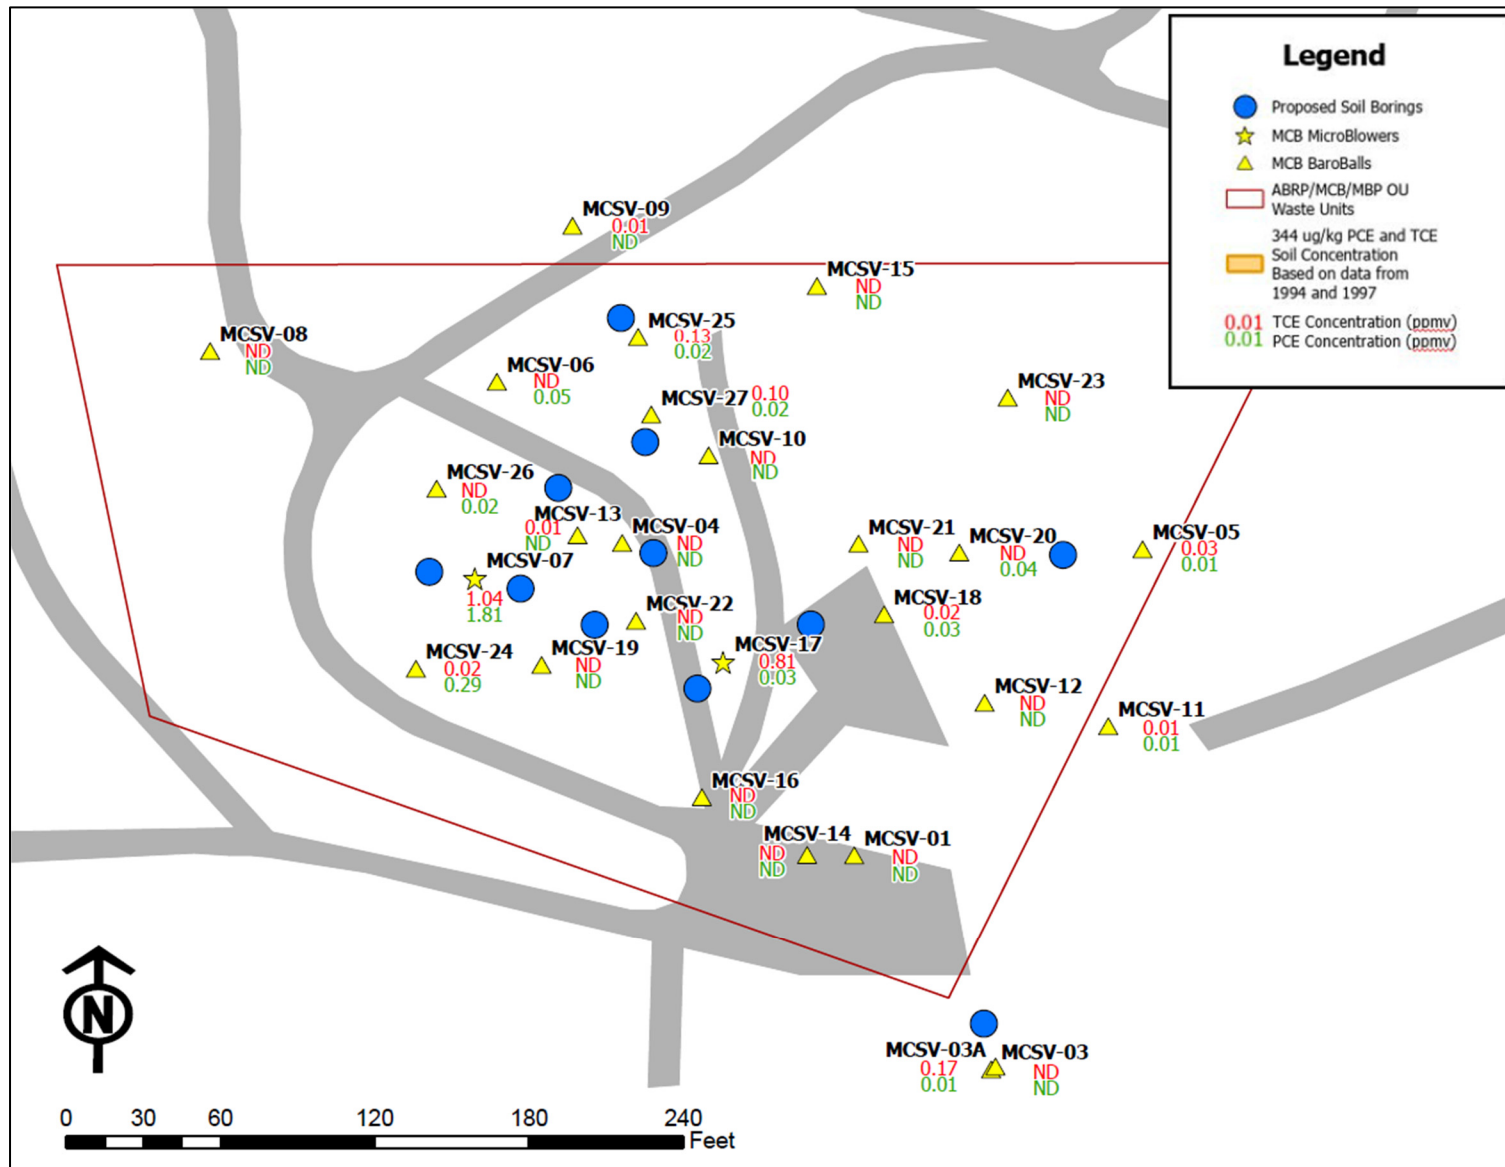 Legend
Proposed Soil Borings
MCB MicroBlowers
MCB BaroBalls
ABRP/MCB/MBP OU
Waste Units
344 ug/kg PCE and TCE
Soil Concentration
Based on data from
1994 and 1997
0.01 TCE Concentration (ppmv)
0.01 PCE Concentration (ppmv)
MCSV-09
0.01
ND
MCSV-15
ND
ND
MCSV-08
ND
ND
MCSV-25
0.13
0.02
MCSV-06
ND
0.05
MCSV-27
0.10
0.02
MCSV-23
ND
ND
MCSV-10
ND
ND
MCSV-26
ND
0.02
MCSV-13
0.01
ND
MCSV-04
ND
ND
MCSV-21
ND
ND
MCSV-20
ND
0.04
MCSV-05
0.03
0.01
MCSV-07
1.04
1.81
MCSV-22
ND
ND
MCSV-18
0.02
0.03
MCSV-24
0.02
0.29
MCSV-19
ND
ND
MCSV-17
0.81
0.03
MCSV-12
ND
ND
MCSV-11
0.01
0.01
MCSV-16
ND
ND
MCSV-14
ND
ND
MCSV-01
ND
ND
MCSV-03A
0.17
0.01
MCSV-03
ND
ND
N
0 30 60 120 180 240
Feet